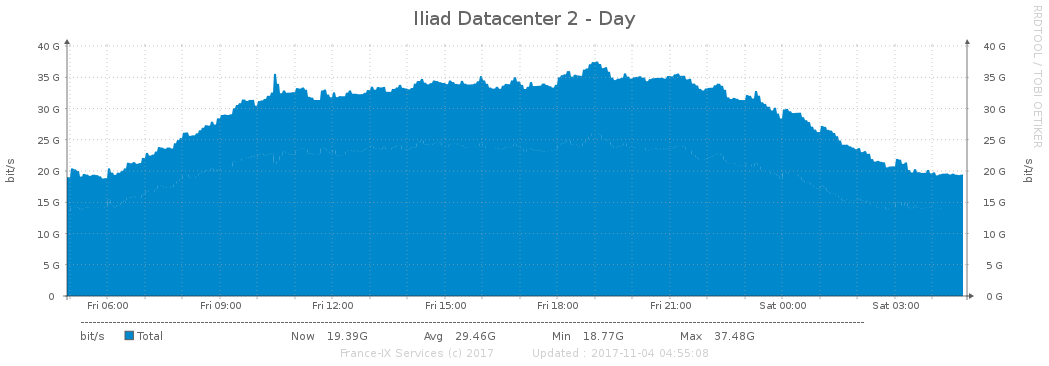 Iliad Datacenter 2 - Day
RRDTOOL / TOBI OETIKER
bit/s
bit/s
40 G
35 G
30 G
25 G
20 G
15 G
10 G
5 G
0
40 G
35 G
30 G
25 G
20 G
15 G
10 G
5 G
0 G
Fri 06:00 Fri 09:00 Fri 12:00 Fri 15:00 Fri 18:00 Fri 21:00 Sat 00:00 Sat 03:00
bit/s Total Now 19.39G Avg 29.46G Min 18.77G Max 37.48G
France-IX Services (c) 2017 Updated : 2017-11-04 04:55:08